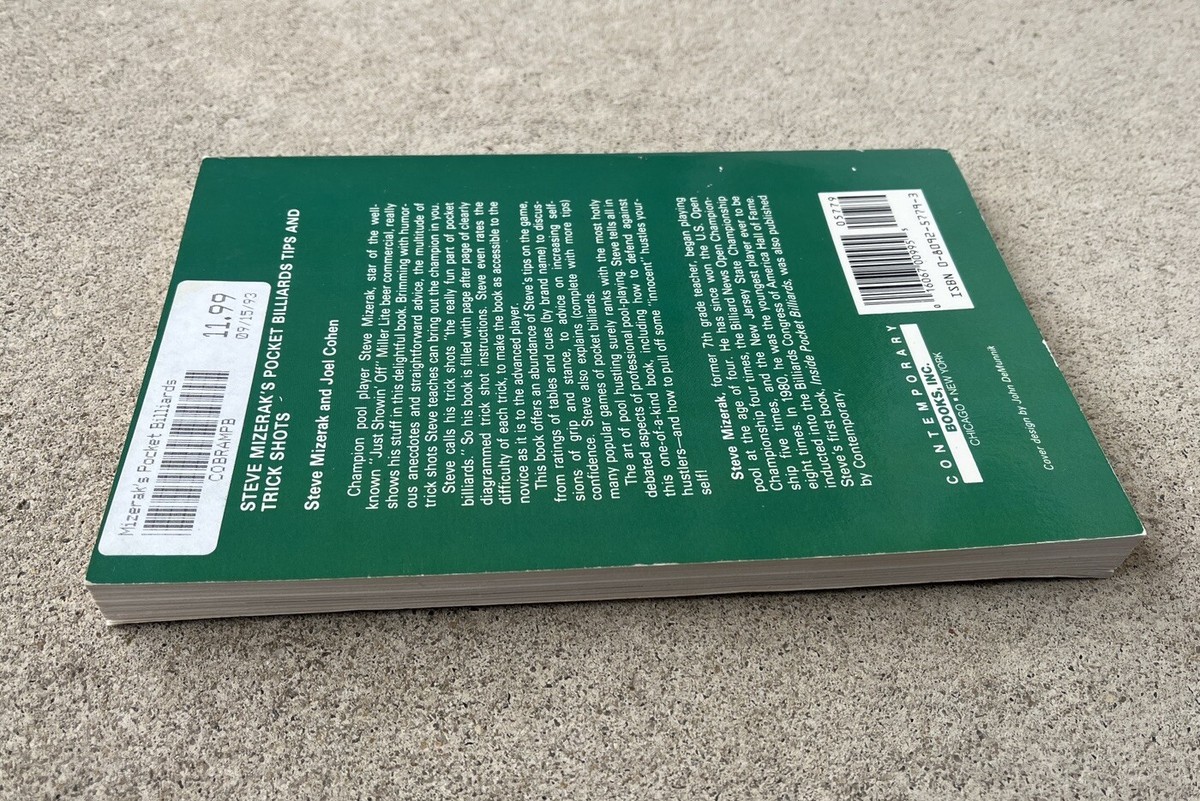 Mizerak's Pocket Billiards
11.99
COBRAMPB
09/15/93
STEVE MIZERAK'S POCKET BILLIARDS TIPS AND
TRICK SHOTS
Steve Mizerak and Joel Cohen
Champion pool player Steve Mizerak, star of the well-
known "Just Showin' Off" Miller Lite beer commercial, really
shows his stuff in this delightful book. Brimming with humor-
ous anecdotes and straightforward advice, the multitude of
trick shots Steve teaches can bring out the champion in you.
Steve calls his trick shots "the really fun part of pocket
billiards." So his book is filled with page after page of clearly
diagrammed trick shot instructions. Steve even rates the
difficulty of each trick, to make the book as accessible to the
novice as it is to the advanced player.
This book offers an abundance of Steve's tips on the game,
from ratings of tables and cues (by brand name) to discus-
sions of grip and stance, to advice on increasing self-
confidence. Steve also explains (complete with more tips)
many popular games of pocket billiards.
The art of pool hustling surely ranks with the most hotly
debated aspects of professional pool-playing. Steve tells all in
this one-of-a-kind book, including how to defend against
hustlers—and how to pull off some "innocent" hustles your-
self!
Steve Mizerak, former 7th grade teacher, began playing
pool at the age of four. He has since won the U.S. Open
Championship four times, the Billiard News Open Champion-
ship five times, and the New Jersey State Championship
eight times. In 1980, he was the youngest player ever to be
inducted into the Billiards Congress of America Hall of Fame.
Steve's first book, Inside Pocket Billiards, was also published
by Contemporary.
CONTEMPORARY
BOOKS, INC.
CHICAGO • NEW YORK
05779
0 16067 00995 5
ISBN 0-8092-5779-3
Cover design by John DeMunnik